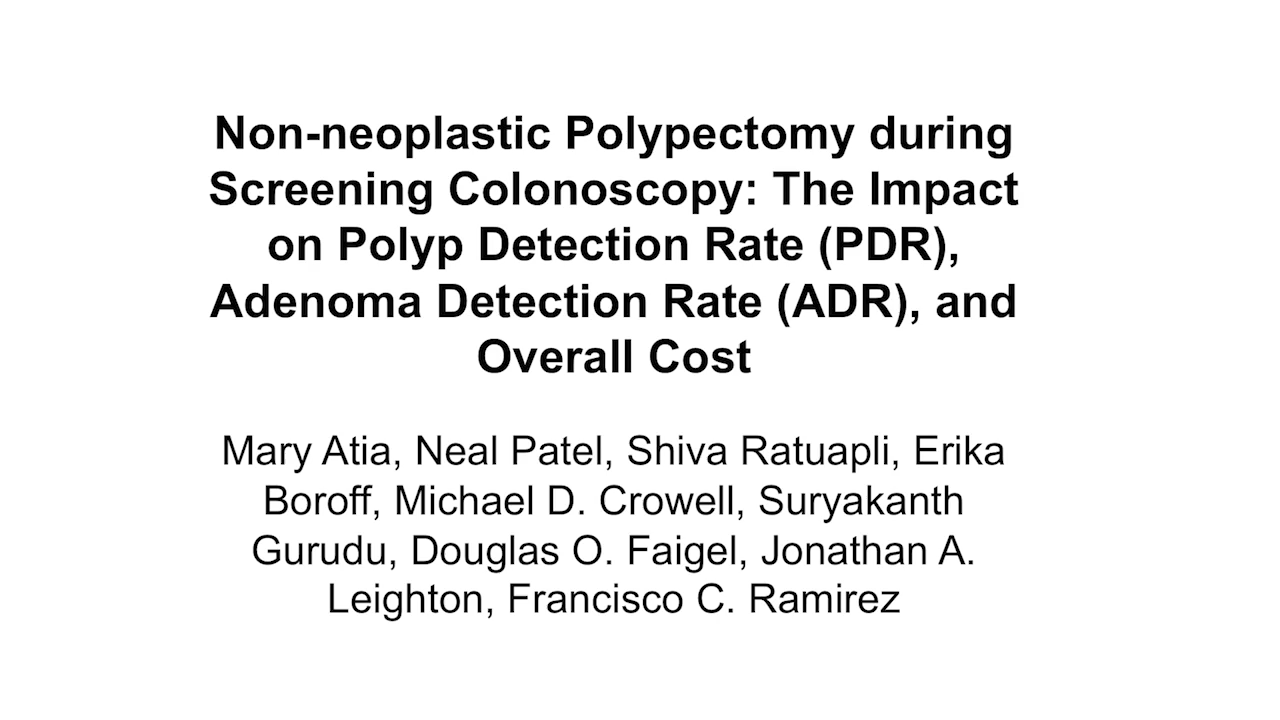 Non-neoplastic Polypectomy during
Screening Colonoscopy: The Impact
on Polyp Detection Rate (PDR),
Adenoma Detection Rate (ADR), and
Overall Cost
Mary Atia, Neal Patel, Shiva Ratuapli, Erika
Boroff, Michael D. Crowell, Suryakanth
Gurudu, Douglas O. Faigel, Jonathan A.
Leighton, Francisco C. Ramirez